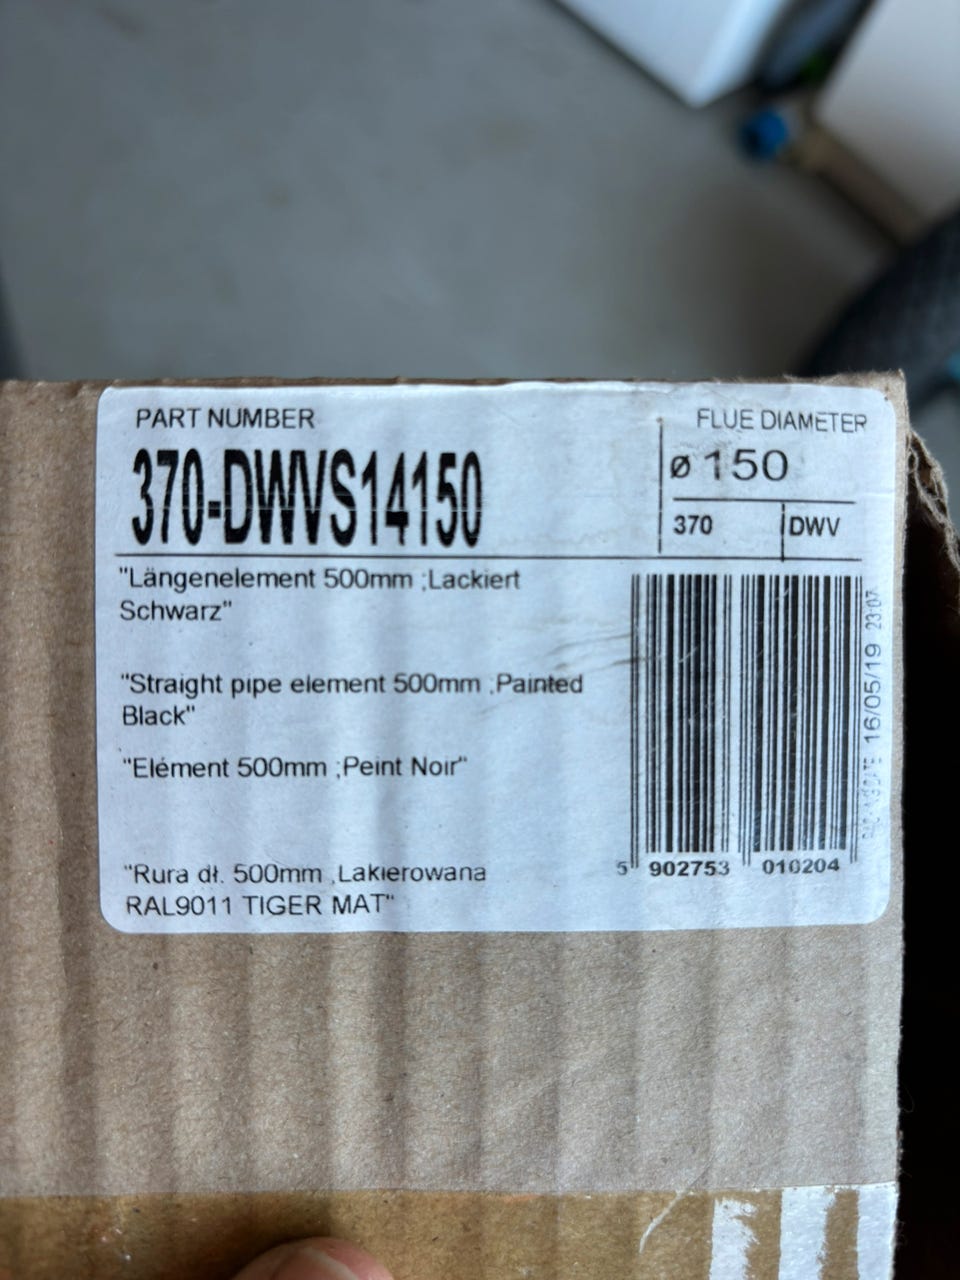 PART NUMBER
FLUE DIAMETER
370-DWVS14150
ø150
370
DWV
"Längenelement 500mm ;Lackiert
Schwarz"
"Straight pipe element 500mm ;Painted
Black"
"Elément 500mm ;Peint Noir"
"Rura dł. 500mm ;Lakierowana
RAL9011 TIGER MAT"
5 902753 010204
16/05/19 23:07